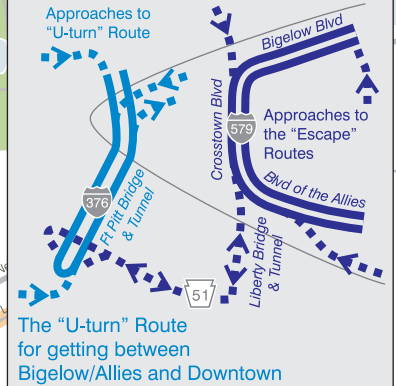 Approaches to
"U-turn" Route
Bigelow Blvd
Crosstown Blvd
579
Approaches to
the "Escape"
Routes
Blvd of the Allies
376
Ft Pitt Bridge
& Tunnel
Liberty Bridge
& Tunnel
51
The "U-turn" Route
for getting between
Bigelow/Allies and Downtown